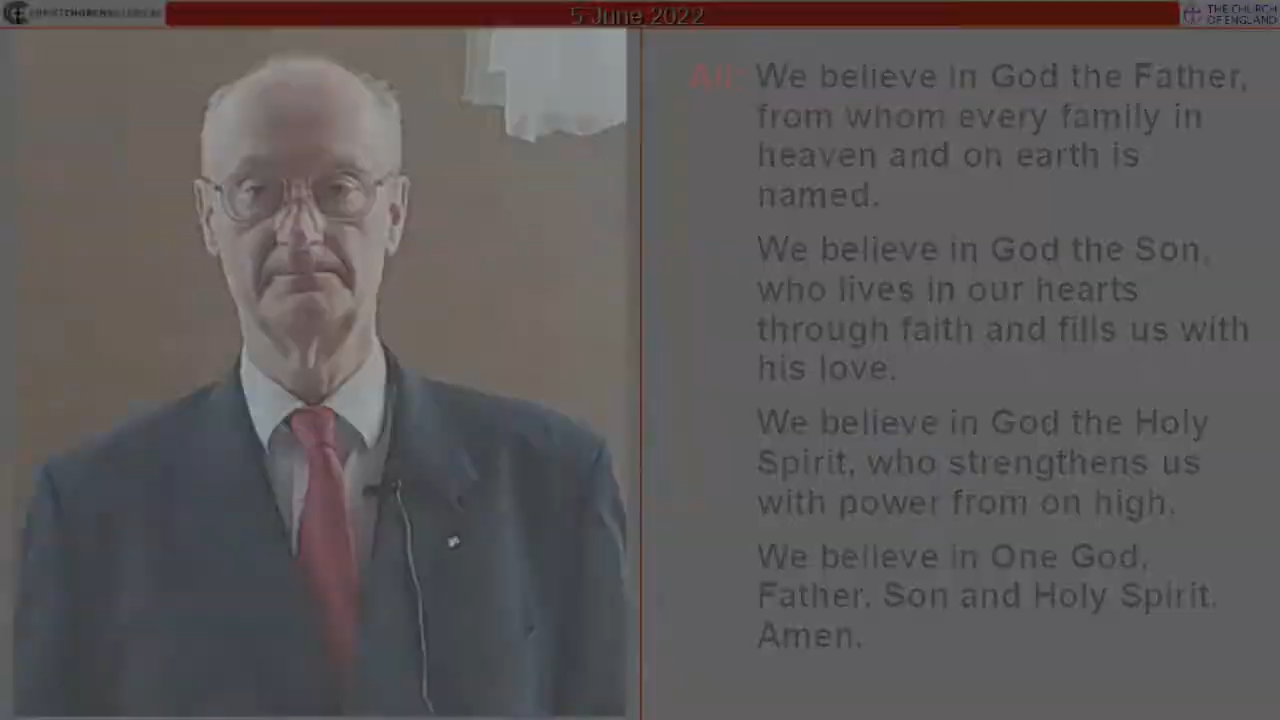 5 June 2022
THE CHURCH
OF ENGLAND
All: We believe in God the Father,
from whom every family in
heaven and on earth is
named.
We believe in God the Son,
who lives in our hearts
through faith and fills us with
his love.
We believe in God the Holy
Spirit, who strengthens us
with power from on high.
We believe in One God,
Father, Son and Holy Spirit.
Amen.